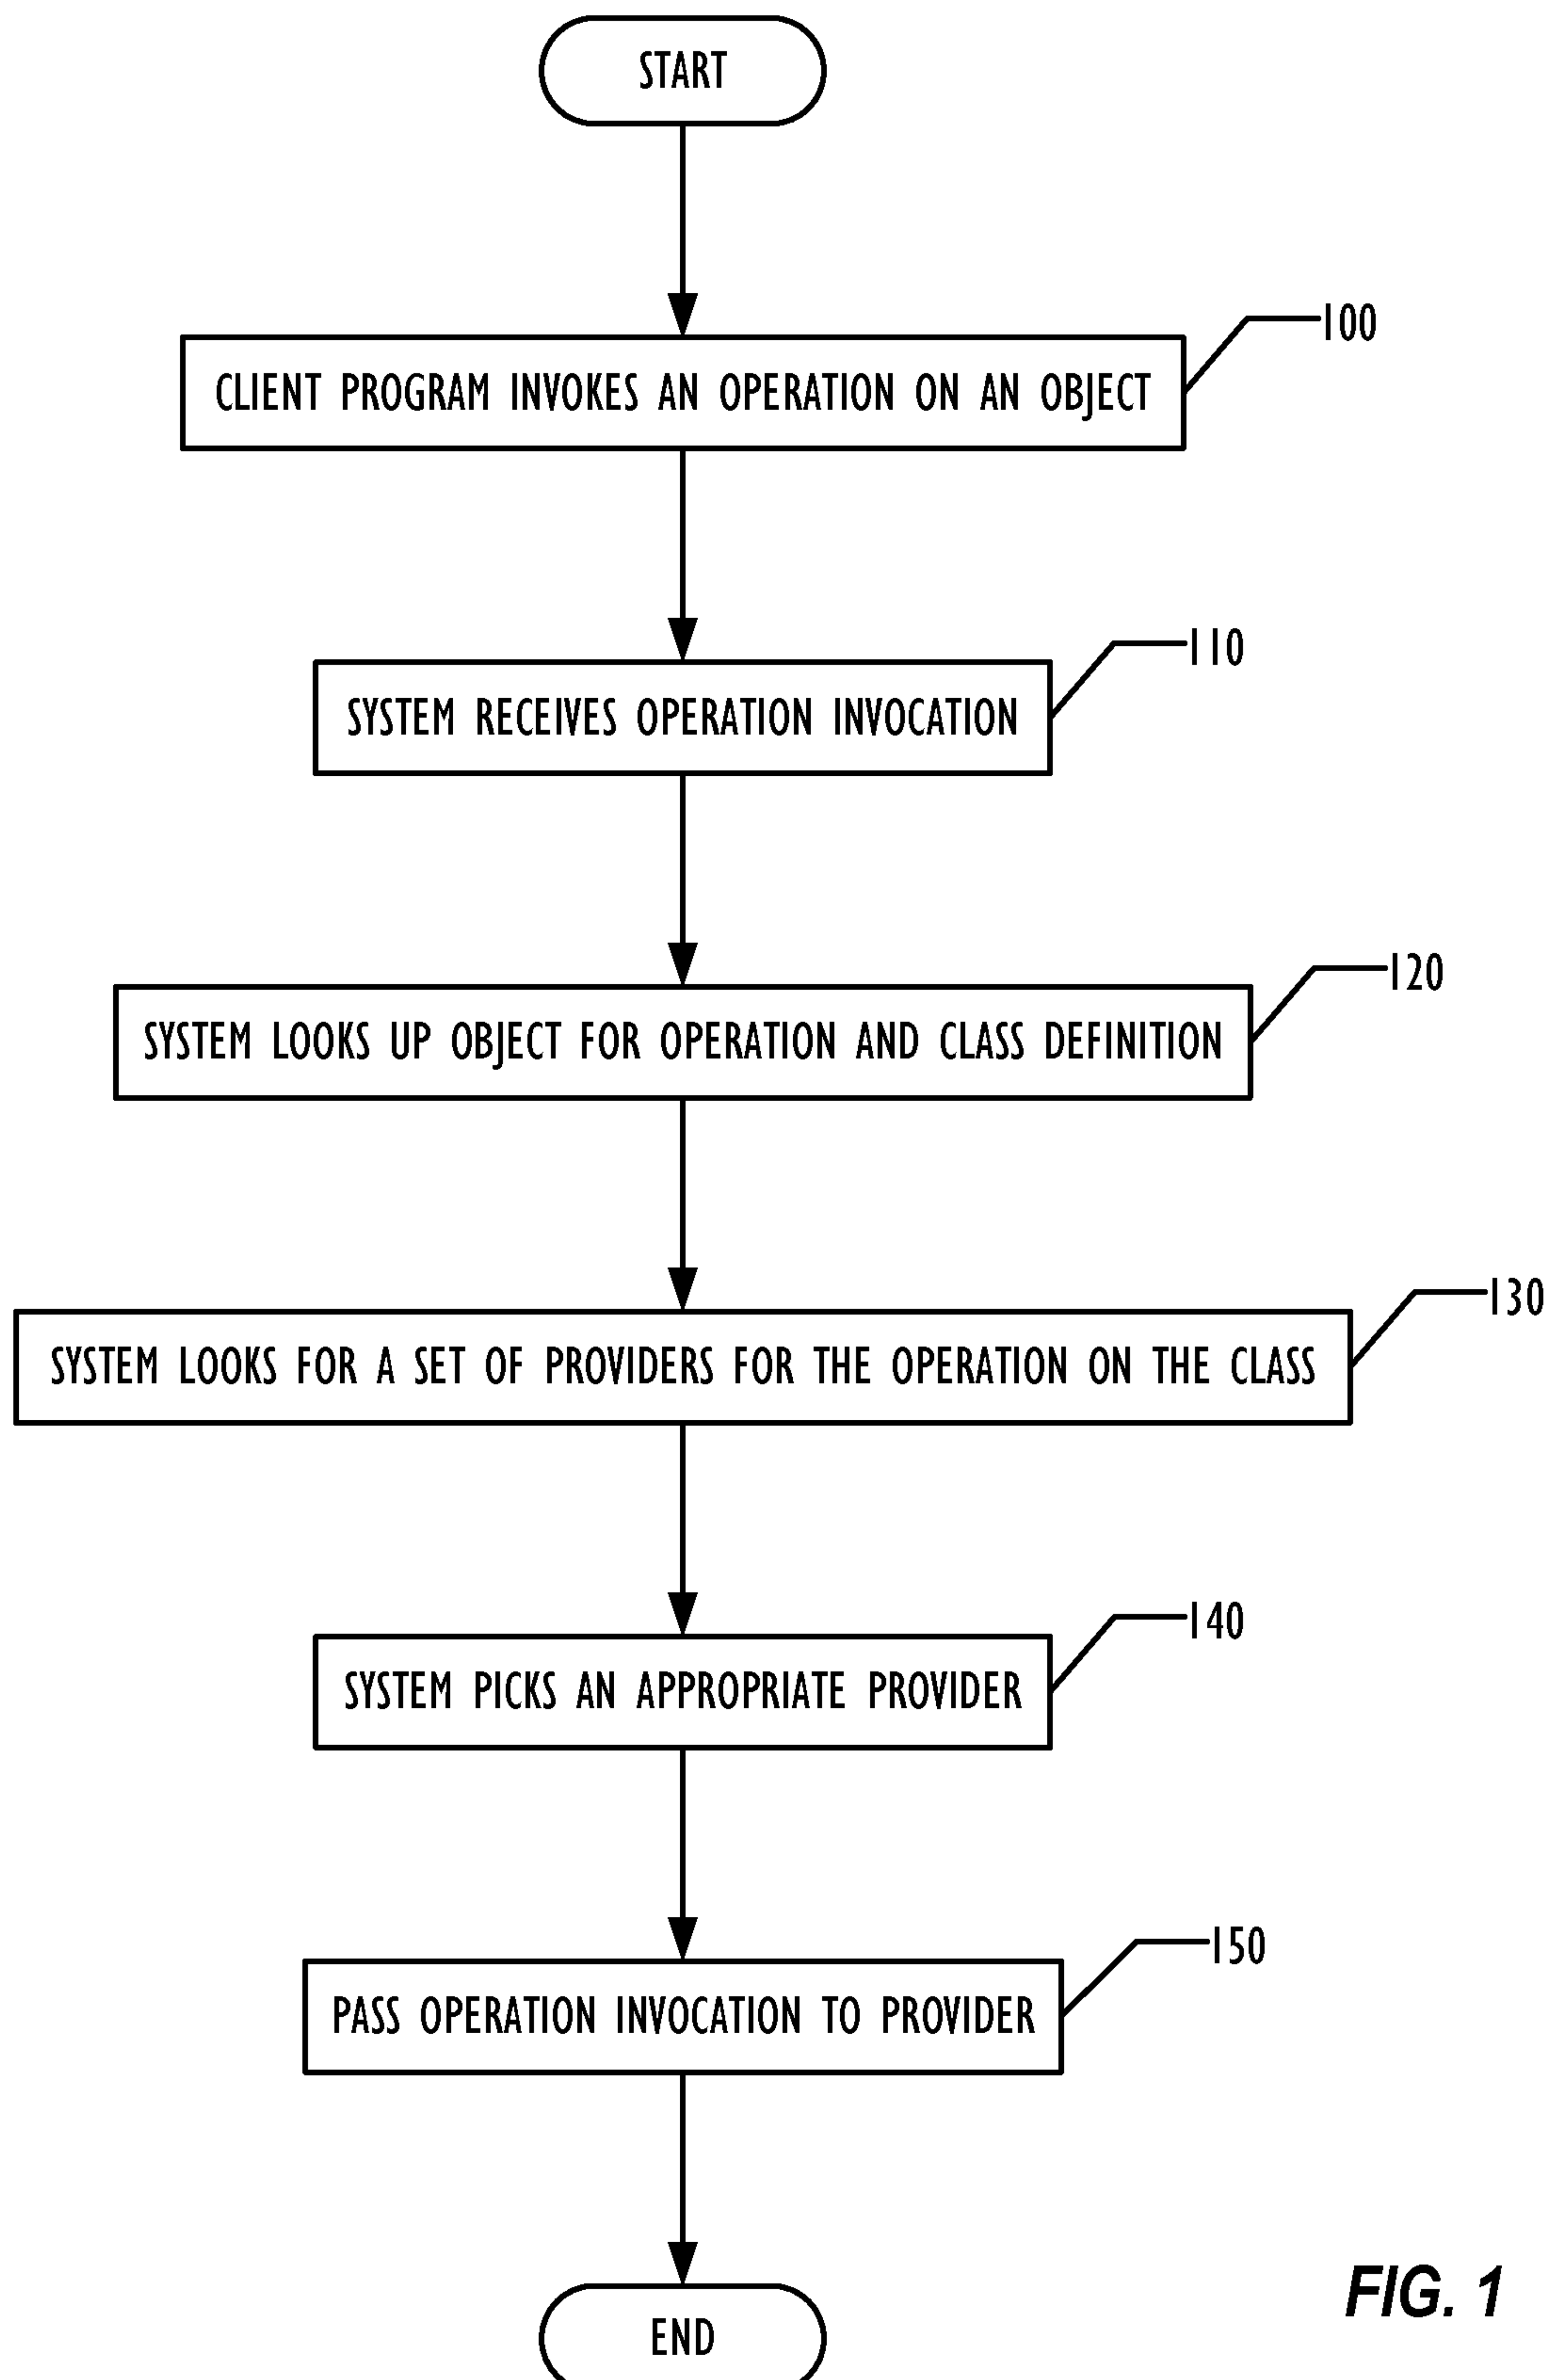 START
100
CLIENT PROGRAM INVOKES AN OPERATION ON AN OBJECT
110
SYSTEM RECEIVES OPERATION INVOCATION
120
SYSTEM LOOKS UP OBJECT FOR OPERATION AND CLASS DEFINITION
130
SYSTEM LOOKS FOR A SET OF PROVIDERS FOR THE OPERATION ON THE CLASS
140
SYSTEM PICKS AN APPROPRIATE PROVIDER
150
PASS OPERATION INVOCATION TO PROVIDER
FIG. 1
END